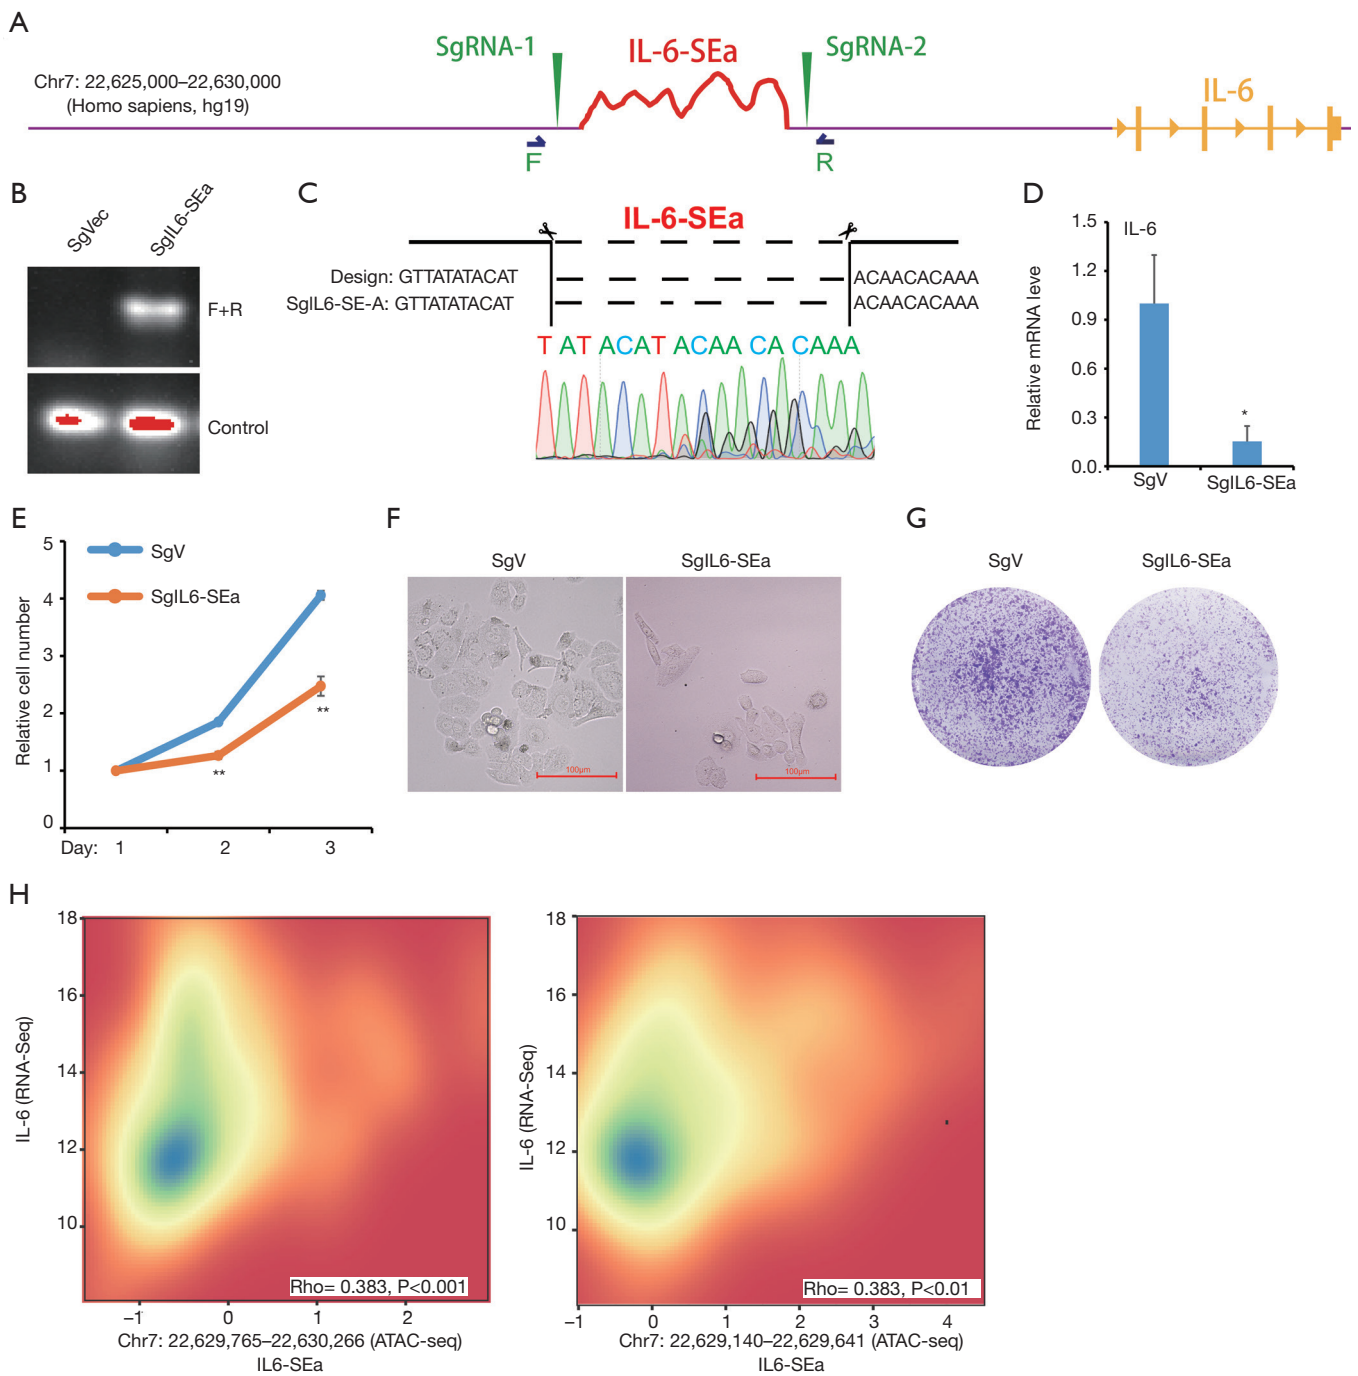 A
SgRNA-1
IL-6-SEa
SgRNA-2
Chr7: 22,625,000–22,630,000
(Homo sapiens, hg19)
IL-6
F
R
B
SgVec
SgIL6-SEa
F+R
Control
C
IL-6-SEa
Design: GTTATATACAT
ACAACACAAA
SgIL6-SE-A: GTTATATACAT
ACAACACAAA
T AT ACAT ACAA CA CAAA
D
IL-6
Relative mRNA level
1.5
1.2
0.9
0.6
0.3
0.0.
*
SgV
SgIL6-SEa
E
Relative cell number
5
4
3
2
1
0
SgV
SgIL6-SEa
**
**
Day: 1 2 3
F
SgV
SgIL6-SEa
100μm
100μm
G
SgV
SgIL6-SEa
H
IL-6 (RNA-Seq)
18
16
14
12
10
Rho= 0.383, P<0.001
−1 0 1 2
Chr7: 22,629,765–22,630,266 (ATAC-seq)
IL6-SEa
IL-6 (RNA-Seq)
18
16
14
12
10
Rho= 0.383, P<0.01
−1 0 1 2 3 4
Chr7: 22,629,140–22,629,641 (ATAC-seq)
IL6-SEa